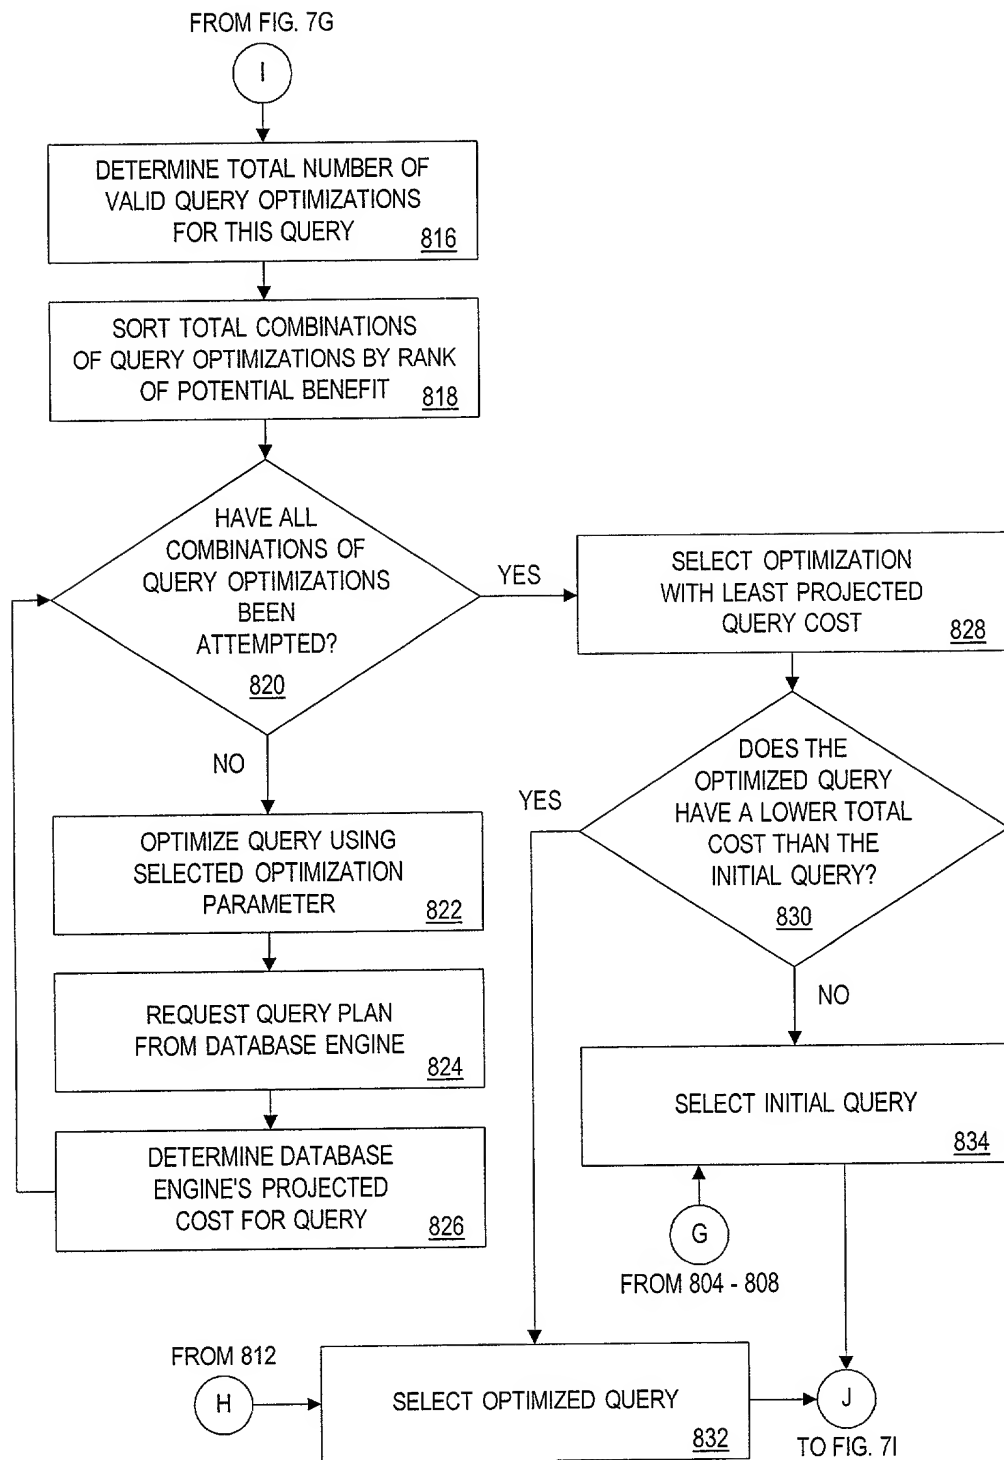 FROM FIG. 7G
I
DETERMINE TOTAL NUMBER OF
VALID QUERY OPTIMIZATIONS
FOR THIS QUERY
816
SORT TOTAL COMBINATIONS
OF QUERY OPTIMIZATIONS BY RANK
OF POTENTIAL BENEFIT
818
HAVE ALL
COMBINATIONS OF
QUERY OPTIMIZATIONS
BEEN
ATTEMPTED?
820
YES
NO
OPTIMIZE QUERY USING
SELECTED OPTIMIZATION
PARAMETER
822
REQUEST QUERY PLAN
FROM DATABASE ENGINE
824
DETERMINE DATABASE
ENGINE'S PROJECTED
COST FOR QUERY
826
SELECT OPTIMIZATION
WITH LEAST PROJECTED
QUERY COST
828
DOES THE
OPTIMIZED QUERY
HAVE A LOWER TOTAL
COST THAN THE
INITIAL QUERY?
830
YES
NO
SELECT INITIAL QUERY
834
G
FROM 804 - 808
FROM 812
H
SELECT OPTIMIZED QUERY
832
J
TO FIG. 7I